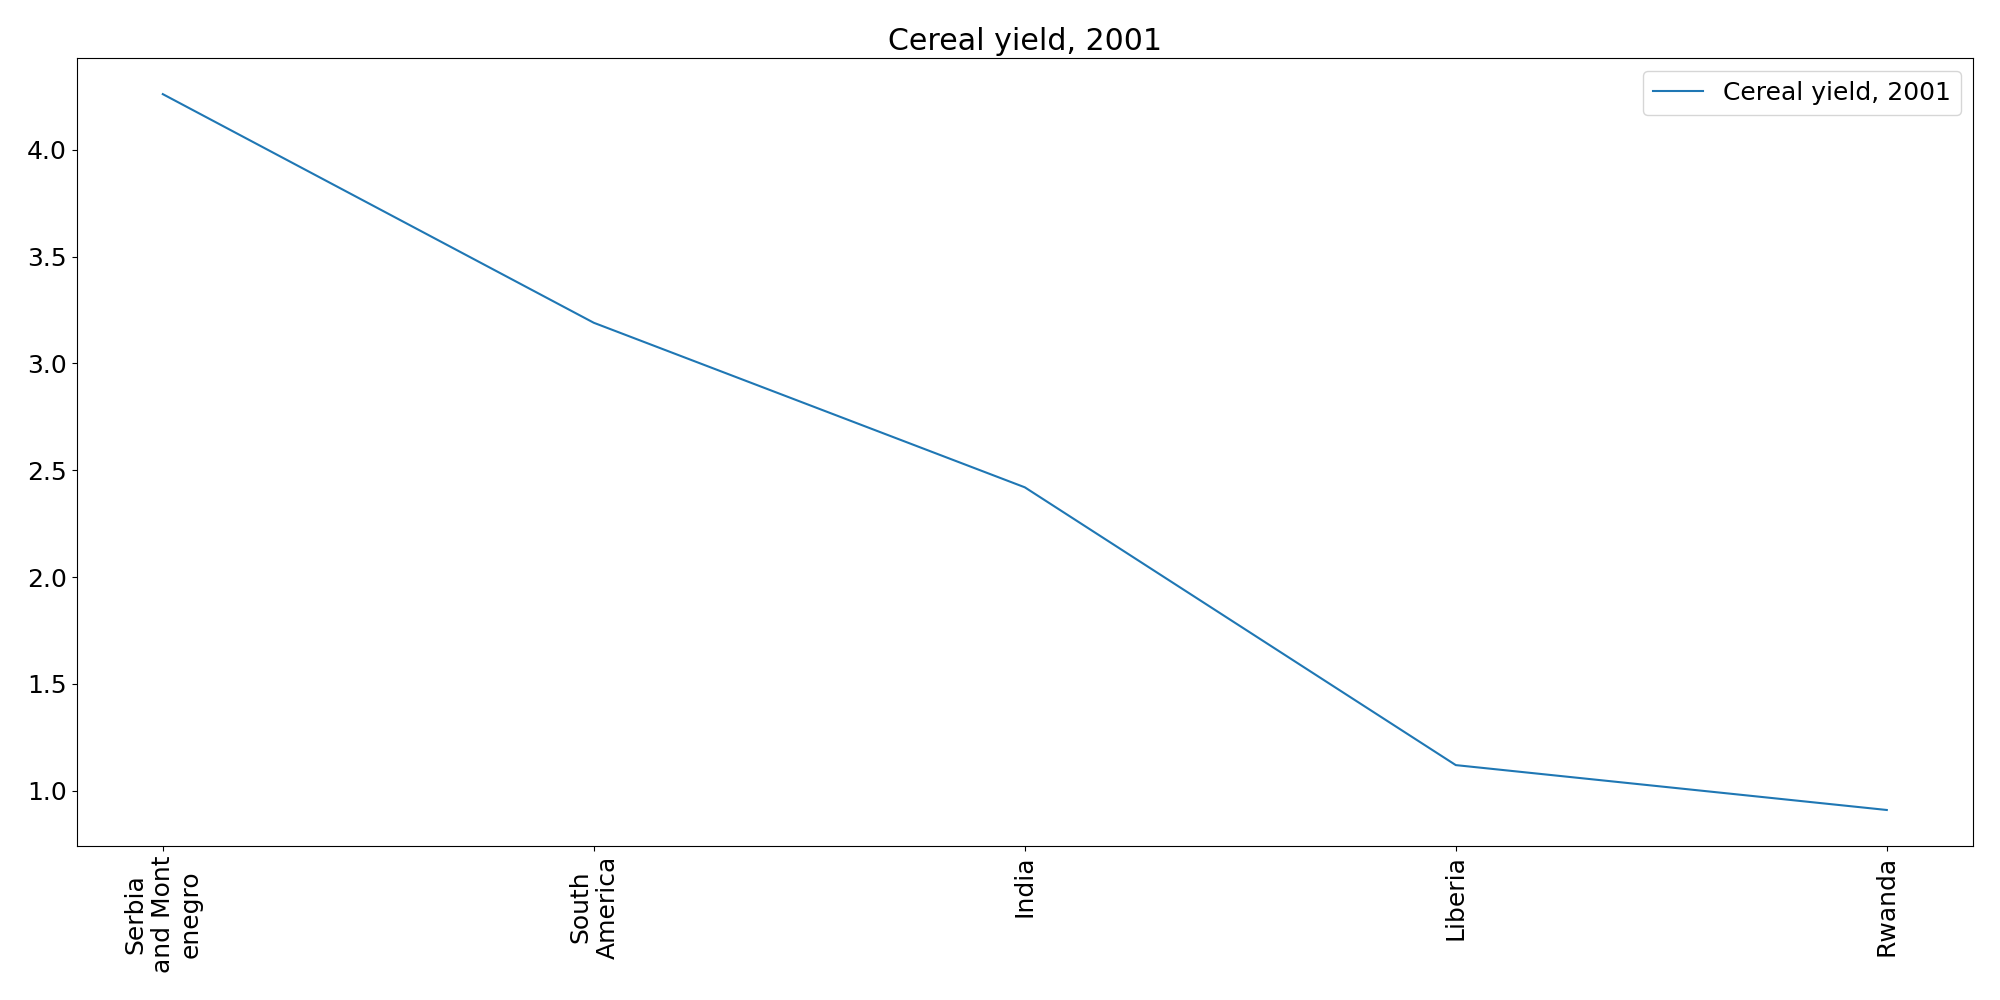 Cereal yield, 2001
Cereal yield, 2001
4.0
3.5
3.0
2.5
2.0
1.5
1.0
Serbia
and Mont
enegro
South
America
India
Liberia
Rwanda